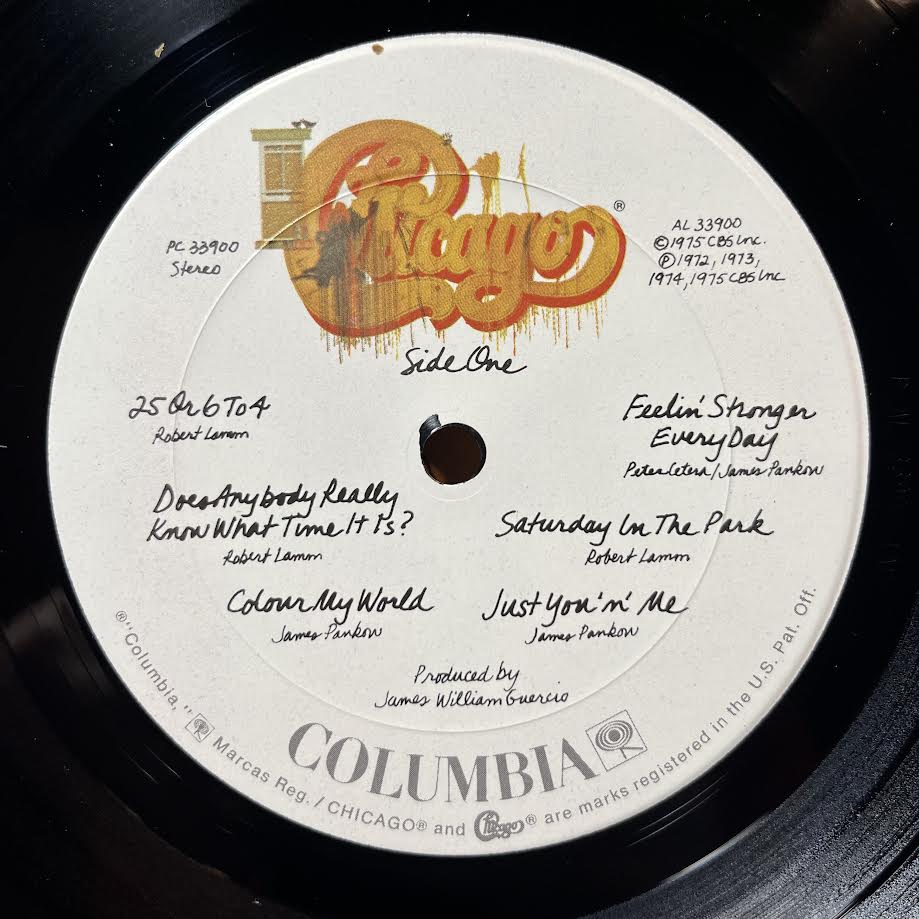 Chicago®
PC 33900
Stereo
AL 33900
©1975 CBS Inc.
℗1972, 1973,
1974, 1975 CBS Inc
Side One
25 Or 6 To 4
Robert Lamm
Does Anybody Really
Know What Time It Is?
Robert Lamm
Colour My World
James Pankow
Feelin' Stronger
Every Day
Peter Cetera/James Pankow
Saturday In The Park
Robert Lamm
Just You 'n' Me
James Pankow
Produced by
James William Guercio
COLUMBIA
®"Columbia," Marcas Reg. / CHICAGO® and Chicago® are marks registered in the U.S. Pat. Off.